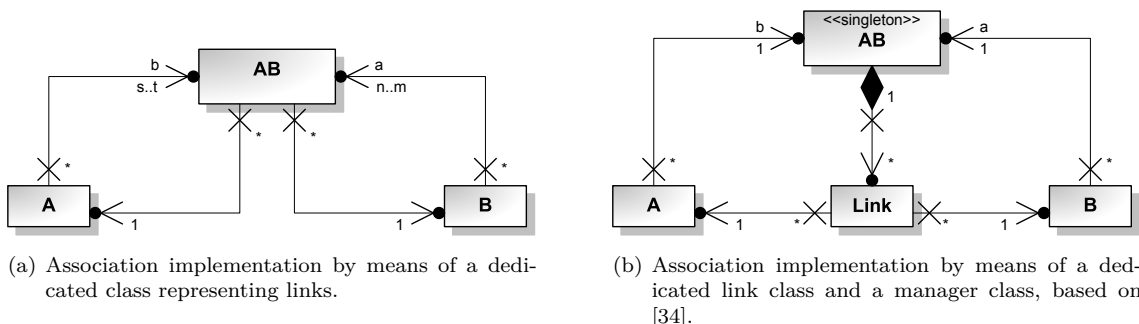 AB
b
s..t
a
n..m
*
*
*
*
A
B
1
1
(a) Association implementation by means of a dedi-
cated class representing links.
<<singleton>>
AB
b
1
a
1
1
*
*
*
A
Link
B
1
*
*
1
(b) Association implementation by means of a ded-
icated link class and a manager class, based on
[34].